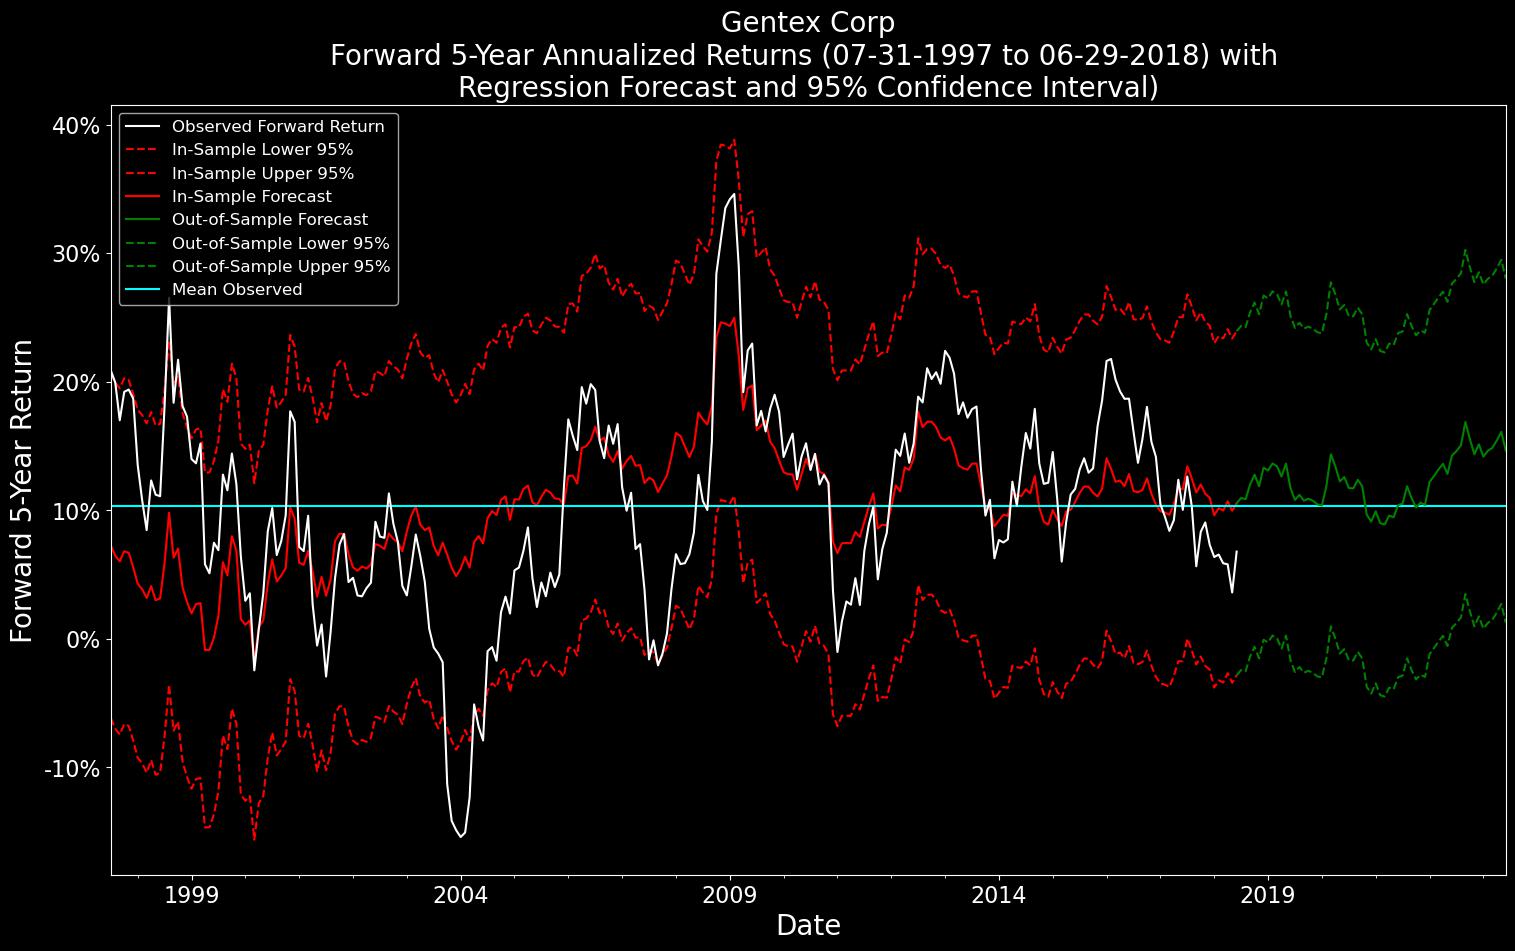 Gentex Corp
Forward 5-Year Annualized Returns (07-31-1997 to 06-29-2018) with
Regression Forecast and 95% Confidence Interval)
40%
30%
20%
10%
0%
-10%
Forward 5-Year Return
Observed Forward Return
In-Sample Lower 95%
In-Sample Upper 95%
In-Sample Forecast
Out-of-Sample Forecast
Out-of-Sample Lower 95%
Out-of-Sample Upper 95%
Mean Observed
1999
2004
2009
2014
2019
Date